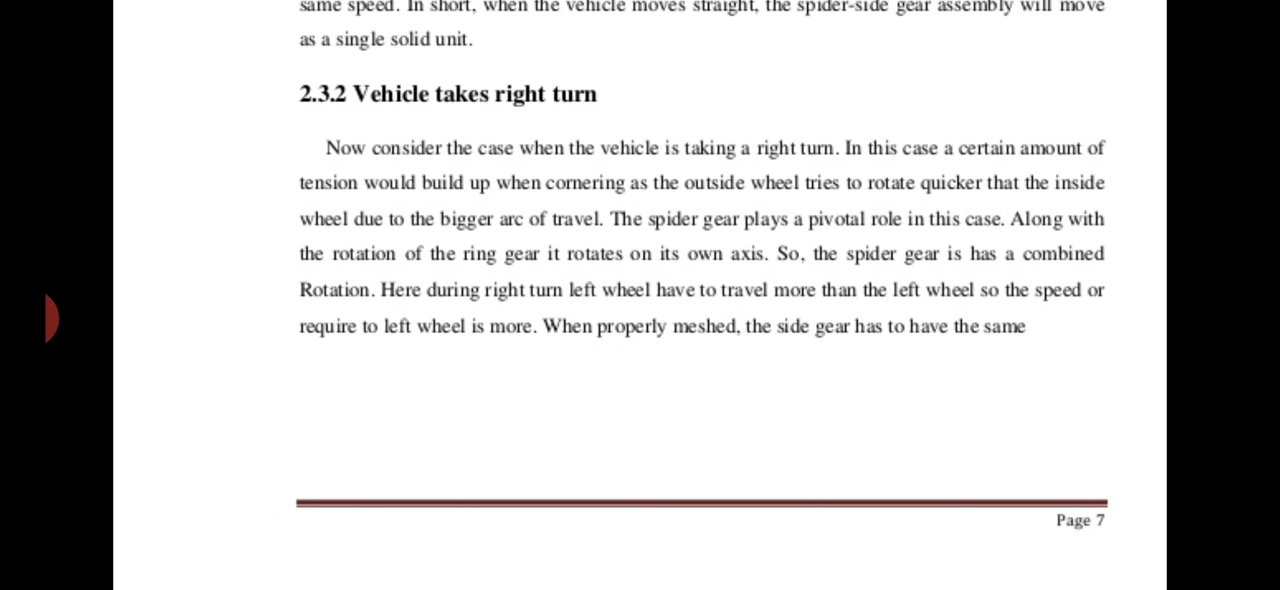 same speed. In short, when the vehicle moves straight, the spider-side gear assembly will move
as a single solid unit.
2.3.2 Vehicle takes right turn
Now consider the case when the vehicle is taking a right turn. In this case a certain amount of
tension would build up when cornering as the outside wheel tries to rotate quicker that the inside
wheel due to the bigger arc of travel. The spider gear plays a pivotal role in this case. Along with
the rotation of the ring gear it rotates on its own axis. So, the spider gear is has a combined
Rotation. Here during right turn left wheel have to travel more than the left wheel so the speed or
require to left wheel is more. When properly meshed, the side gear has to have the same
Page 7